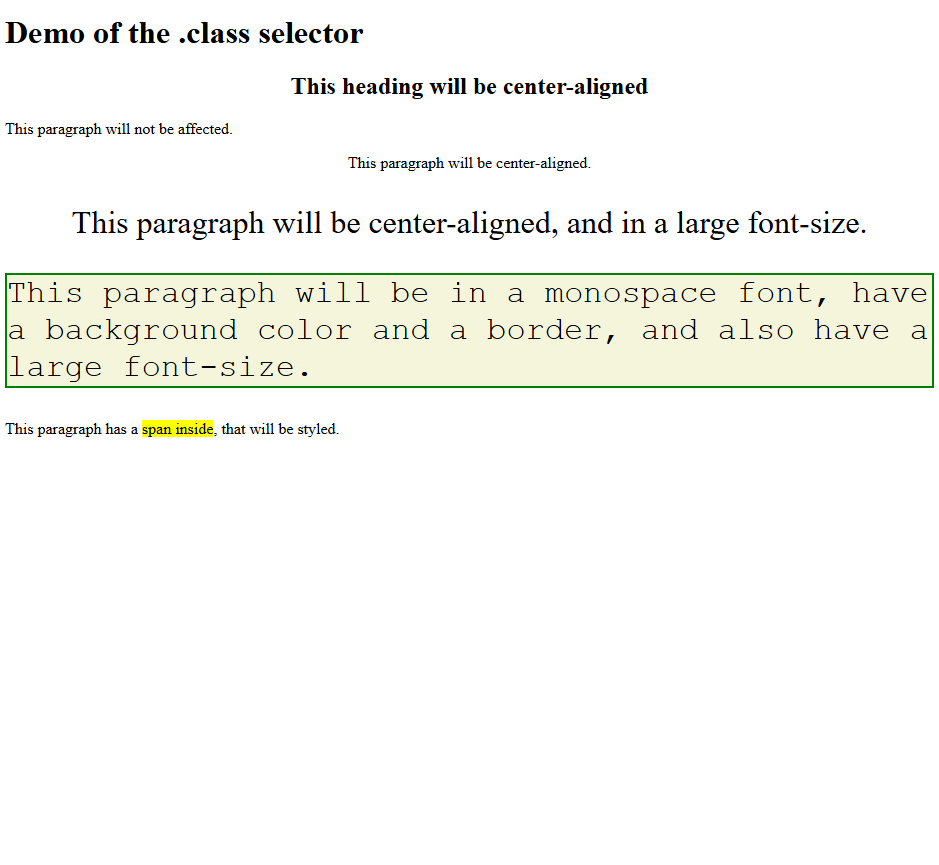 Demo of the .class selector
This heading will be center-aligned
This paragraph will not be affected.
This paragraph will be center-aligned.
This paragraph will be center-aligned, and in a large font-size.
This paragraph will be in a monospace font, have
a background color and a border, and also have a
large font-size.
This paragraph has a span inside, that will be styled.